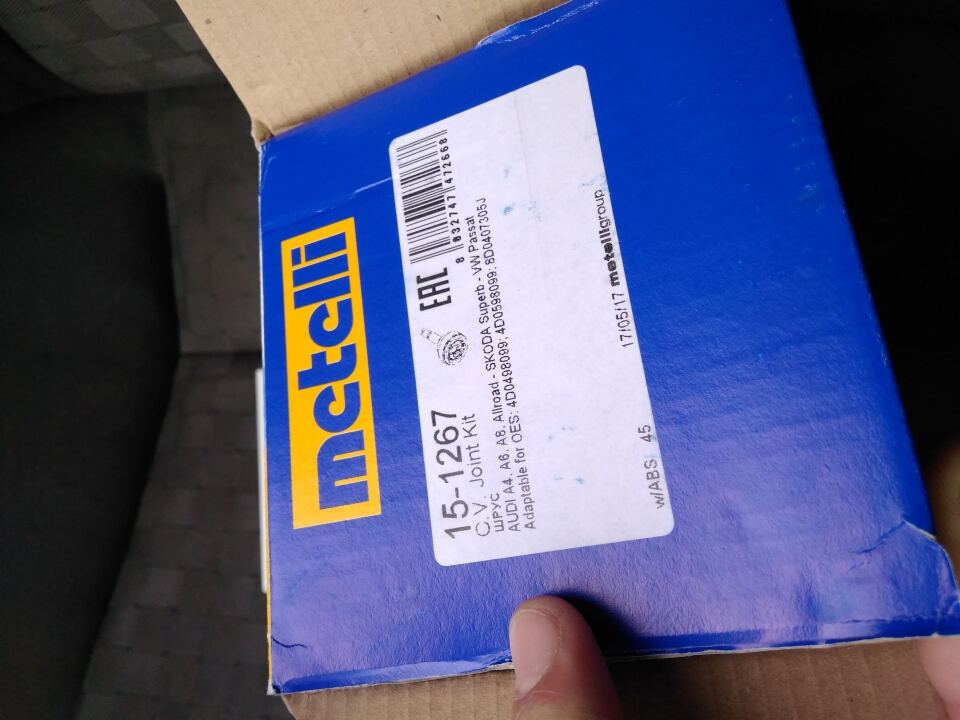 metelli
15-1267
C.V. Joint Kit
ШРУС
AUDI A4, A6, A8, Allroad - SKODA Superb - VW Passat
Adaptable for OES: 4D0498099; 4D0598099; 8D0407305J
EAC
8 032747 472668
W/ABS: 45
17/05/17 metelligroup